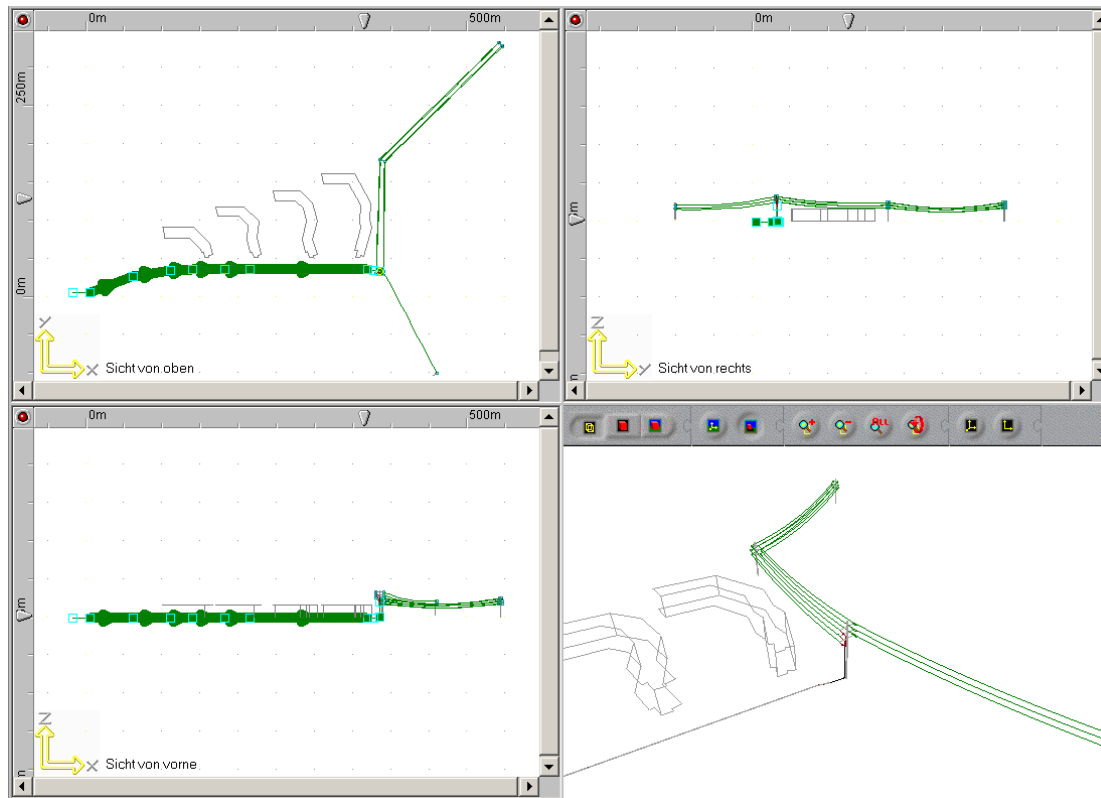 0m 500m
250m
0m
Y
X Sicht von oben
0m
m
Z
Y Sicht von rechts
m
0m 500m
m
Z
X Sicht von vorne
m
ALL